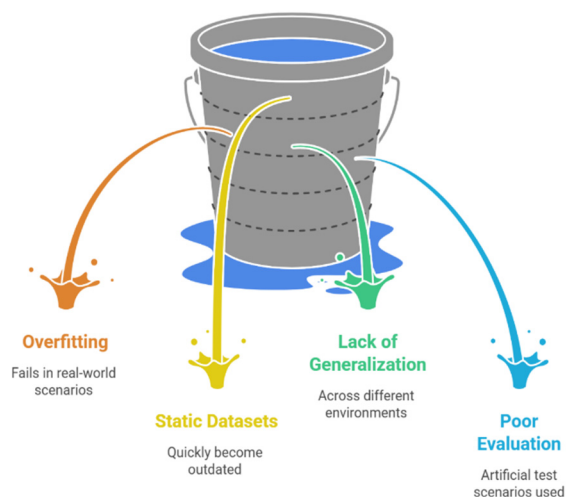 Overfitting
Fails in real-world
scenarios
Static Datasets
Quickly become
outdated
Lack of
Generalization
Across different
environments
Poor
Evaluation
Artificial test
scenarios used